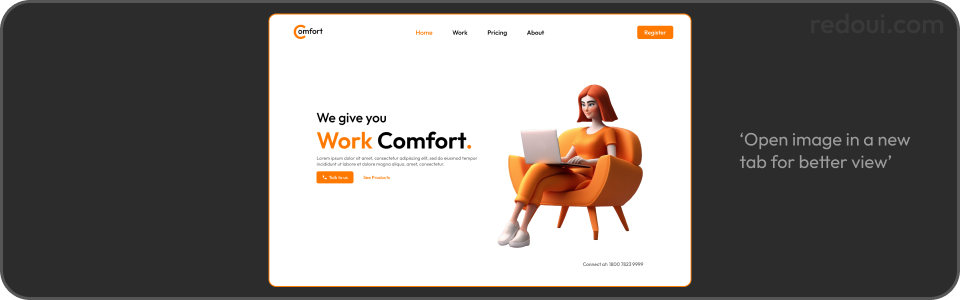 redoui.com
Comfort
Home Work Pricing About
Register
We give you
Work Comfort.
Lorem ipsum dolor sit amet, consectetur adipiscing elit, sed do eiusmod tempor
incididunt ut labore et dolore magna aliqua. amet, consectetur.
Talk to us See Products
Connect at: 1800 7823 9999
‘Open image in a new
tab for better view’